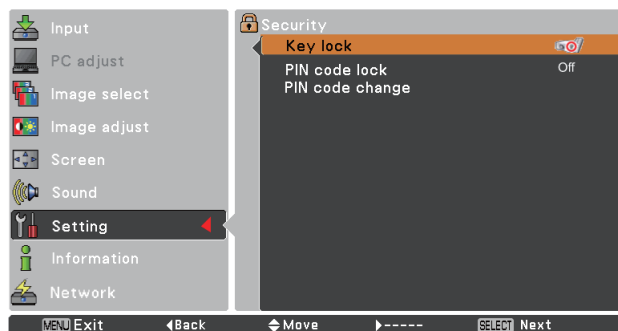 Input
PC adjust
Image select
Image adjust
Screen
Sound
Setting
Information
Network
Security
Key lock
PIN code lock Off
PIN code change
MENU Exit ◀Back ◆Move ▶----- SELECT Next